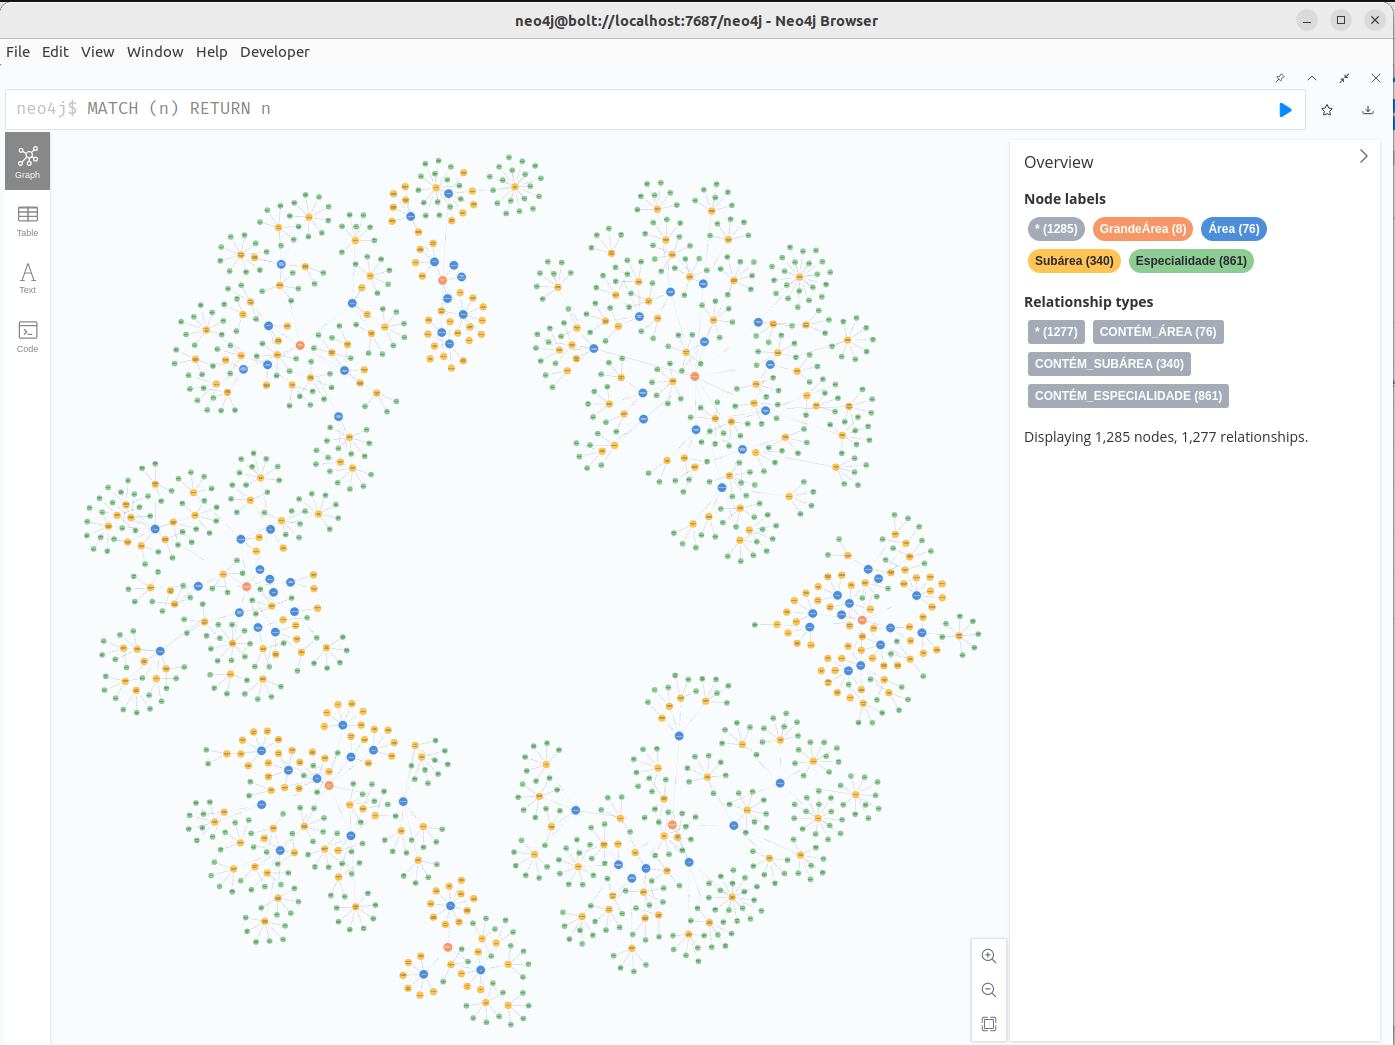 neo4j@bolt://localhost:7687/neo4j - Neo4j Browser
File Edit View Window Help Developer
neo4j$ MATCH (n) RETURN n
Graph
Table
Text
Code
Overview
Node labels
* (1285) GrandeÁrea (8) Área (76)
Subárea (340) Especialidade (861)
Relationship types
* (1277) CONTÉM_ÁREA (76)
CONTÉM_SUBÁREA (340)
CONTÉM_ESPECIALIDADE (861)
Displaying 1,285 nodes, 1,277 relationships.